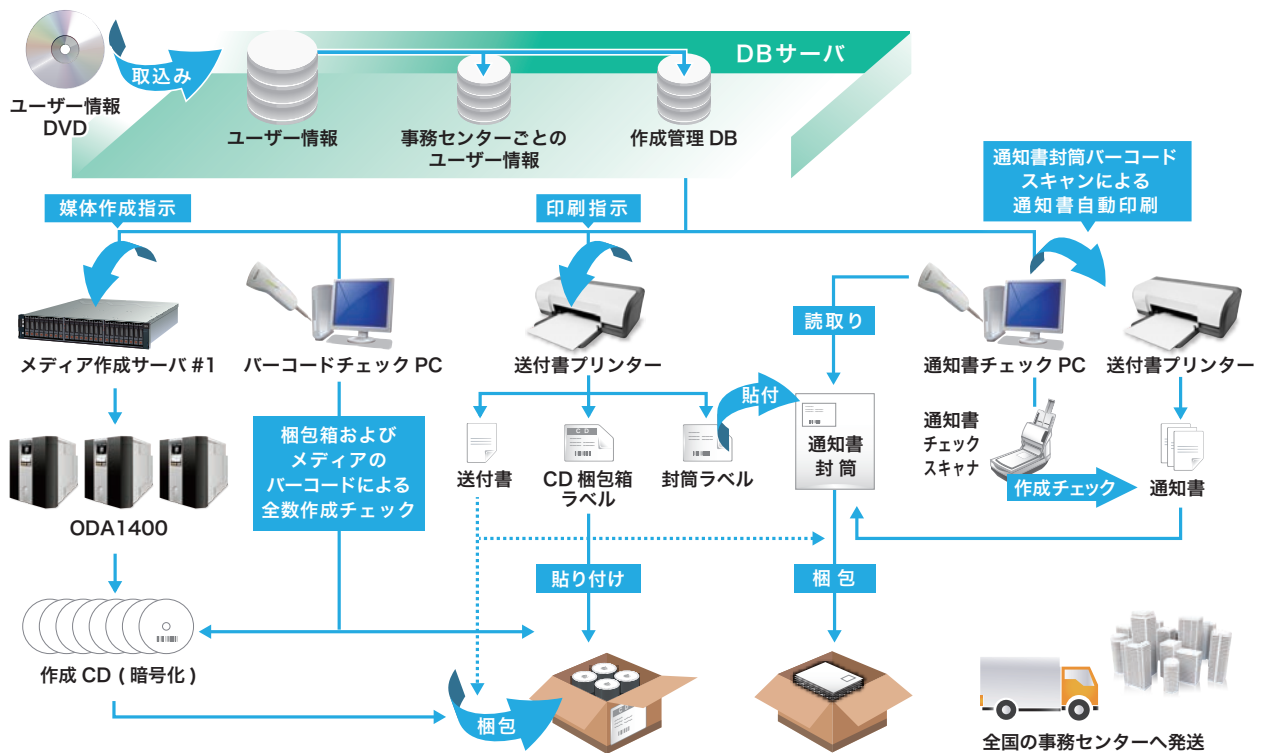 DBサーバ
取込み
ユーザー情報
DVD
ユーザー情報
事務センターごとの
ユーザー情報
作成管理 DB
通知書封筒バーコード
スキャンによる
通知書自動印刷
媒体作成指示
印刷指示
読取り
メディア作成サーバ #1
バーコードチェック PC
送付書プリンター
通知書チェック PC
送付書プリンター
貼付
梱包箱および
メディアの
バーコードによる
全数作成チェック
通知書
封筒
通知書
チェック
スキャナ
送付書
CD 梱包箱
ラベル
封筒ラベル
作成チェック
通知書
ODA1400
貼り付け
梱包
作成 CD ( 暗号化 )
梱包
全国の事務センターへ発送